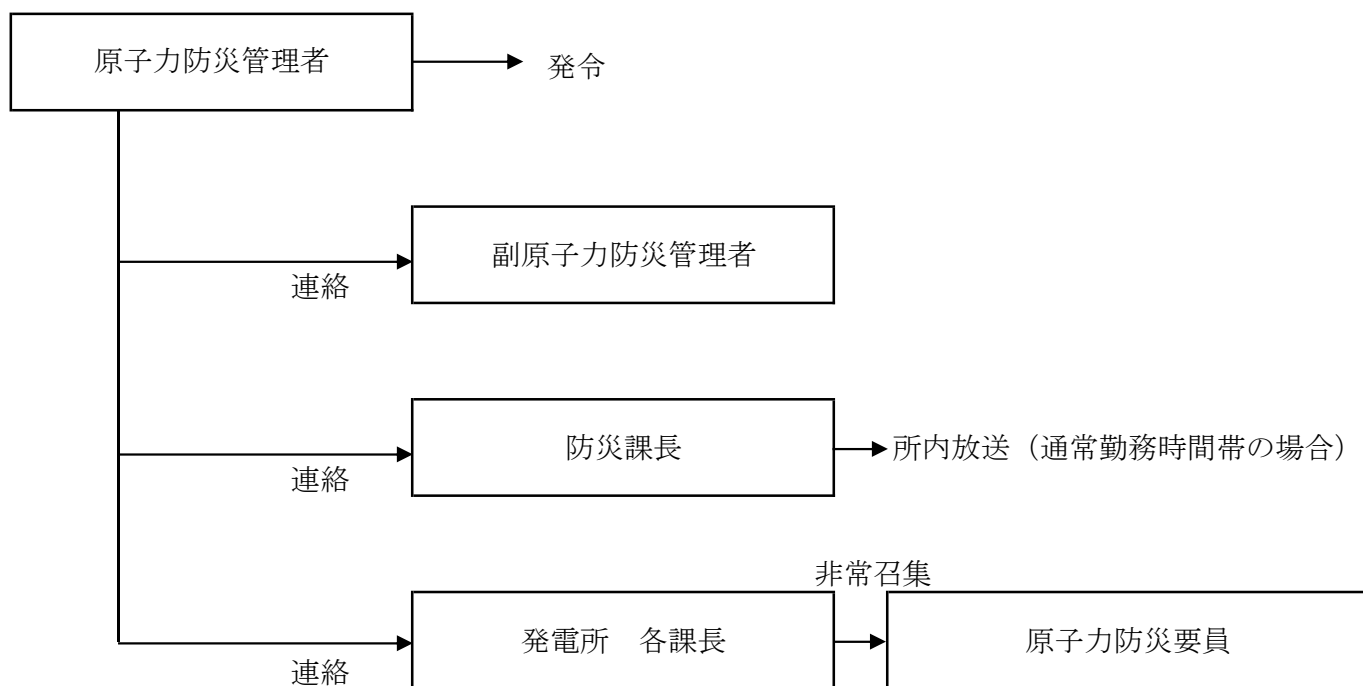 原子力防災管理者
発令
副原子力防災管理者
連絡
防災課長
所内放送（通常勤務時間帯の場合）
連絡
非常召集
発電所　各課長
原子力防災要員
連絡